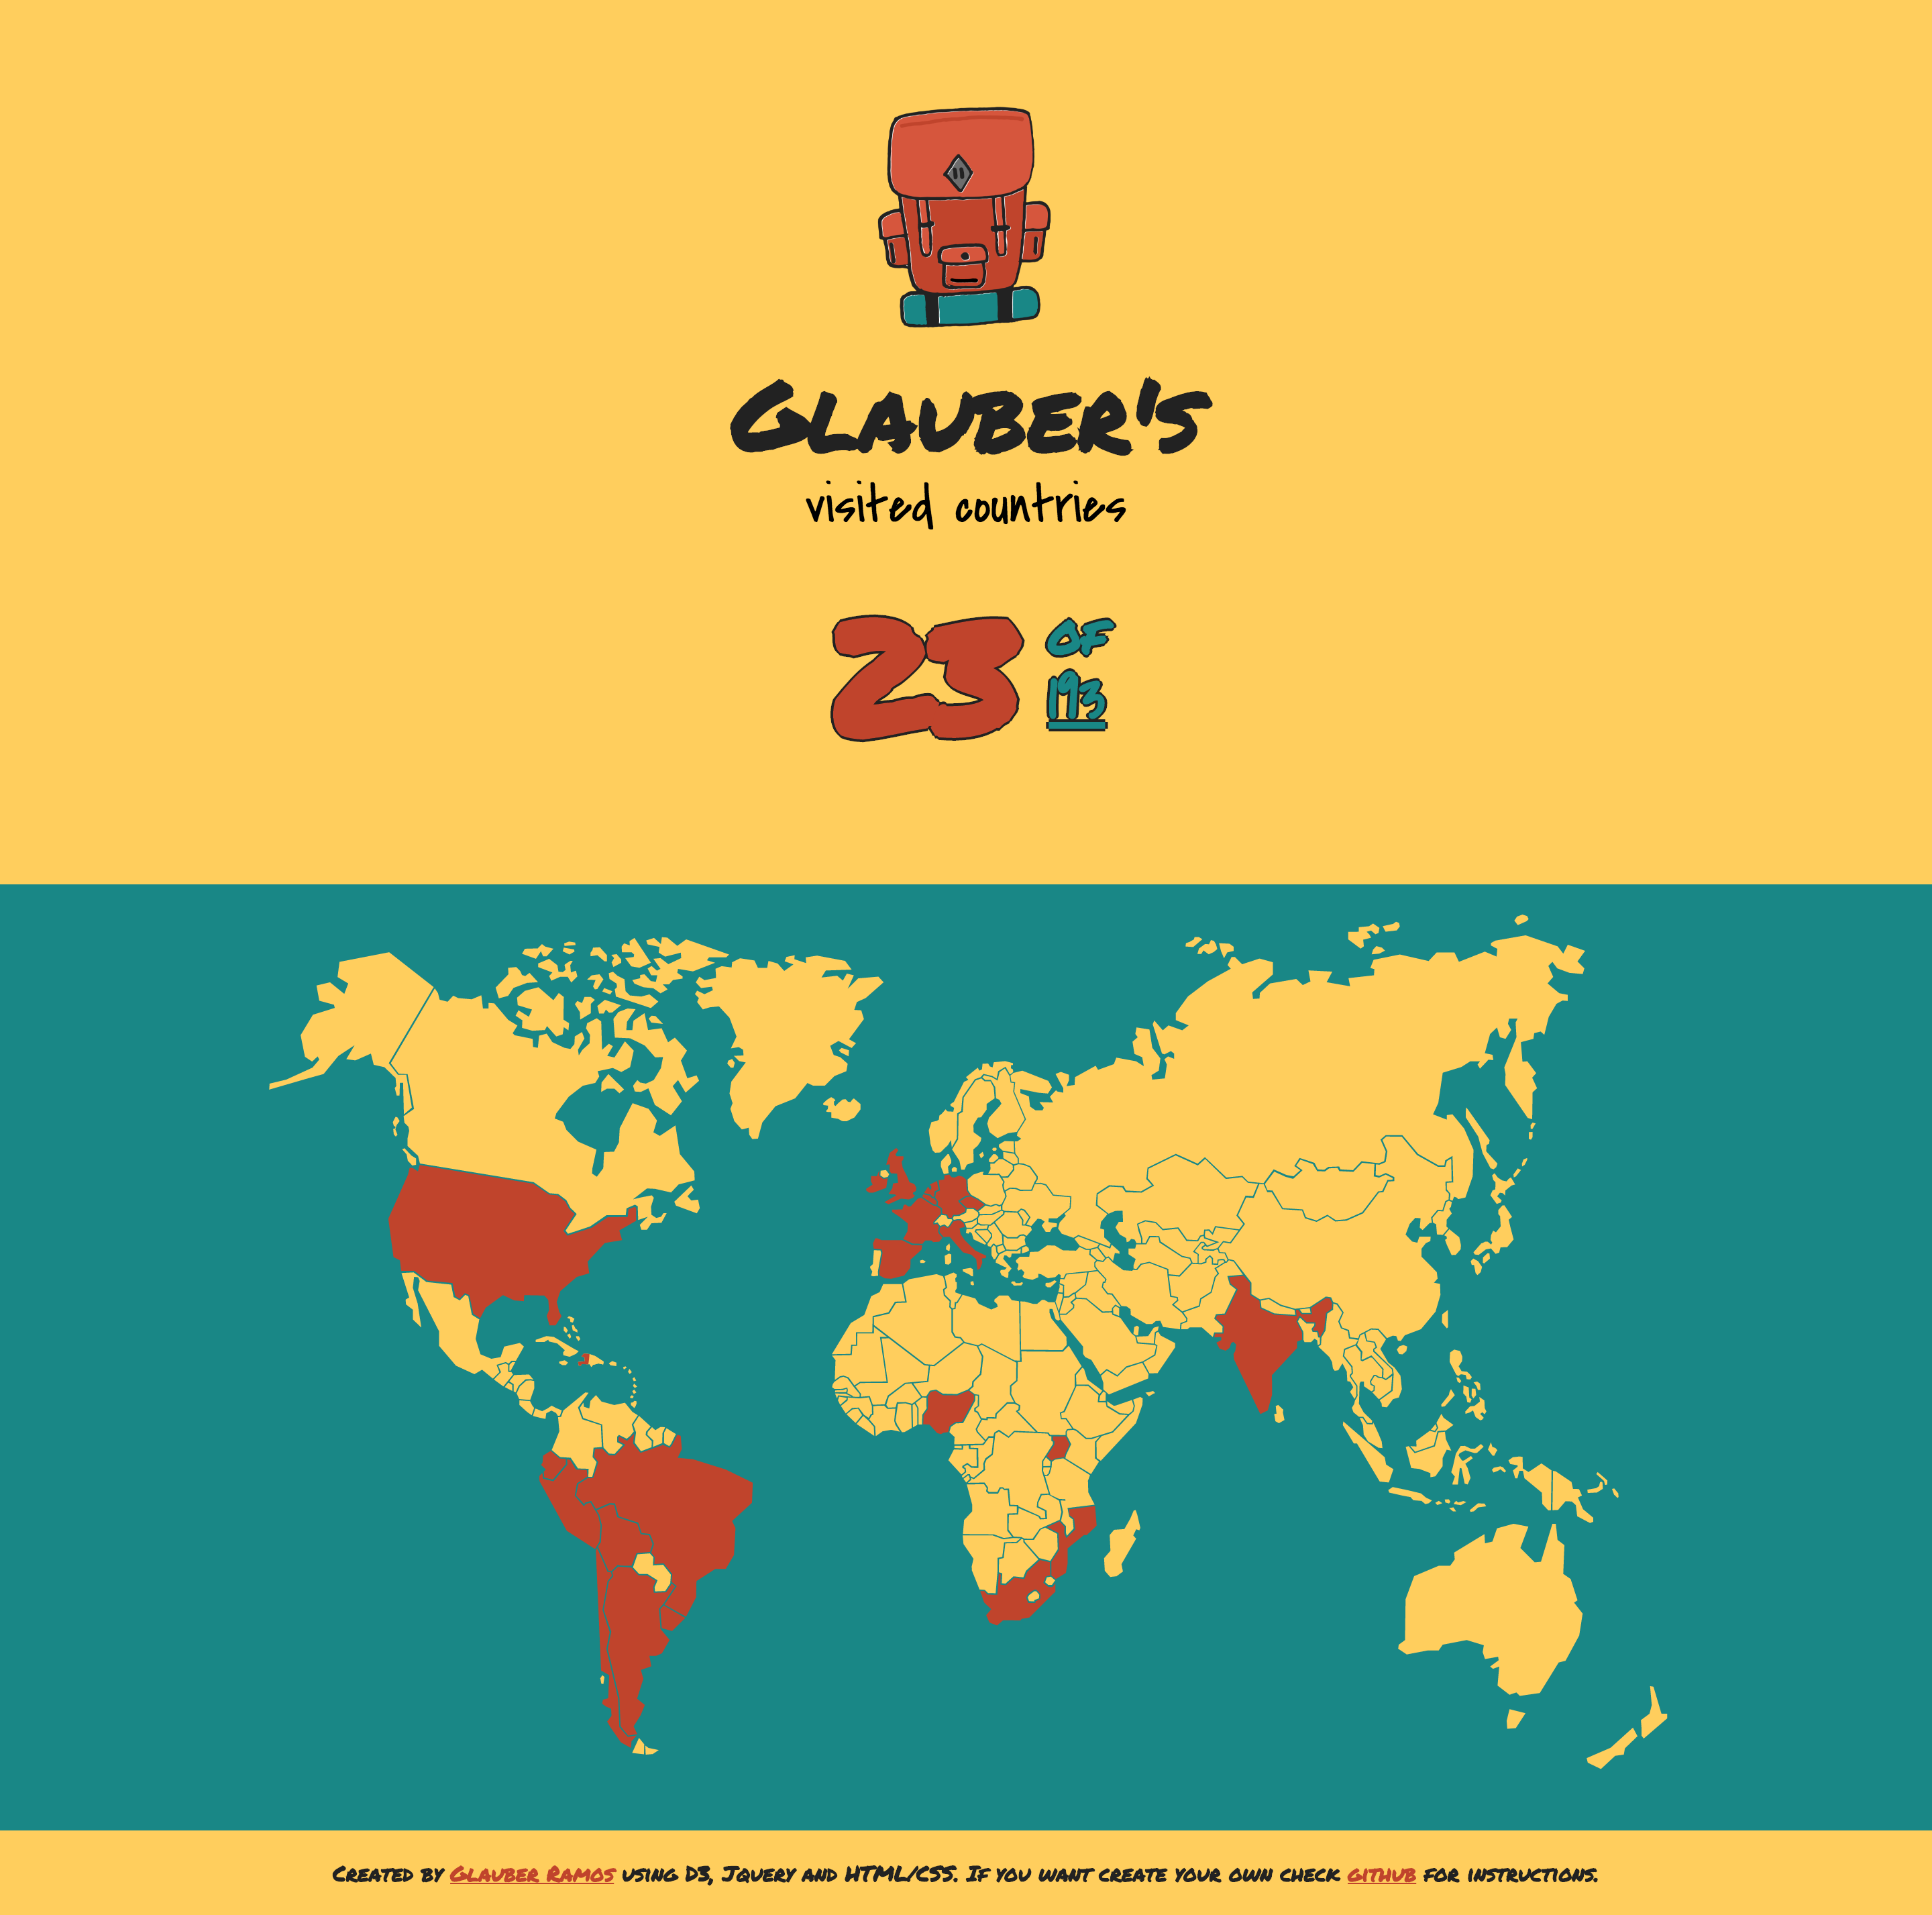 Glauber's
visited countries
23
of
193
Created by Glauber Ramos using D3, Jquery and HTML/CSS. If you want create your own check github for instructions.